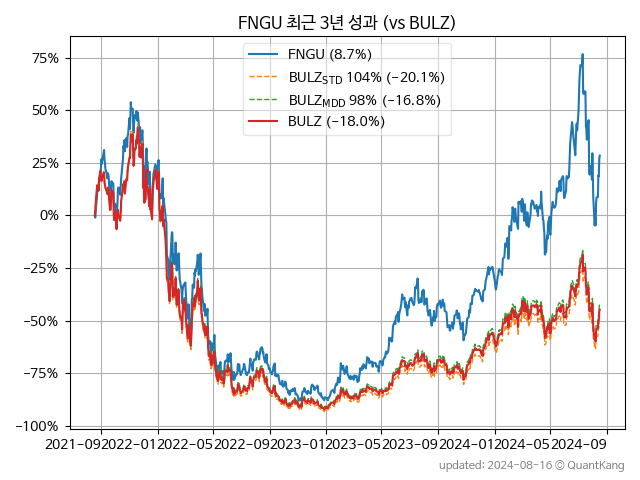 FNGU 최근 3년 성과 (vs BULZ)
FNGU (8.7%)
BULZSTD 104% (−20.1%)
BULZMDD 98% (−16.8%)
BULZ (−18.0%)
75%
50%
25%
0%
−25%
−50%
−75%
−100%
2021-09 2022-01 2022-05 2022-09 2023-01 2023-05 2023-09 2024-01 2024-05 2024-09
updated: 2024-08-16 © QuantKang